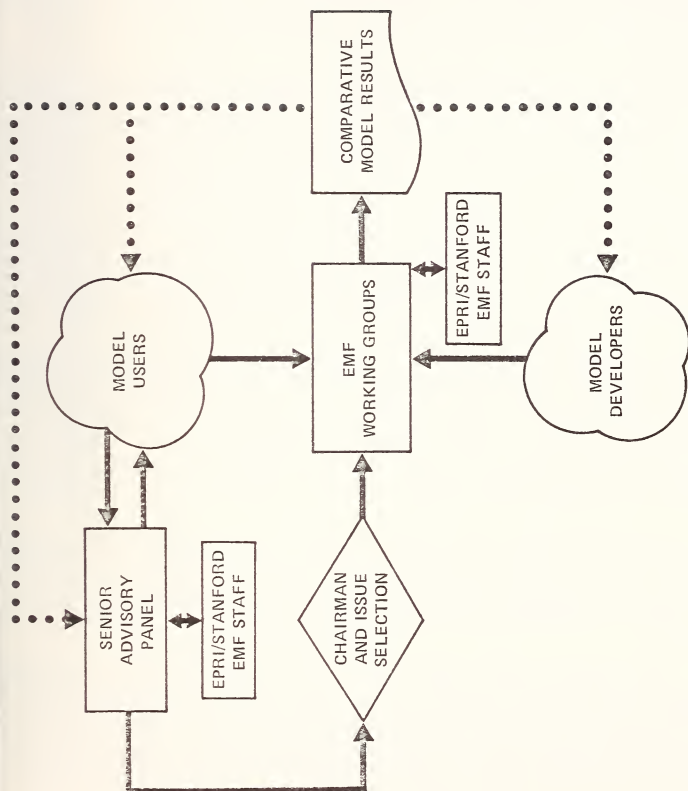 SENIOR
ADVISORY
PANEL
MODEL
USERS
EPRI/STANFORD
EMF STAFF
CHAIRMAN
AND ISSUE
SELECTION
EMF
WORKING GROUPS
COMPARATIVE
MODEL RESULTS
EPRI/STANFORD
EMF STAFF
MODEL
DEVELOPERS